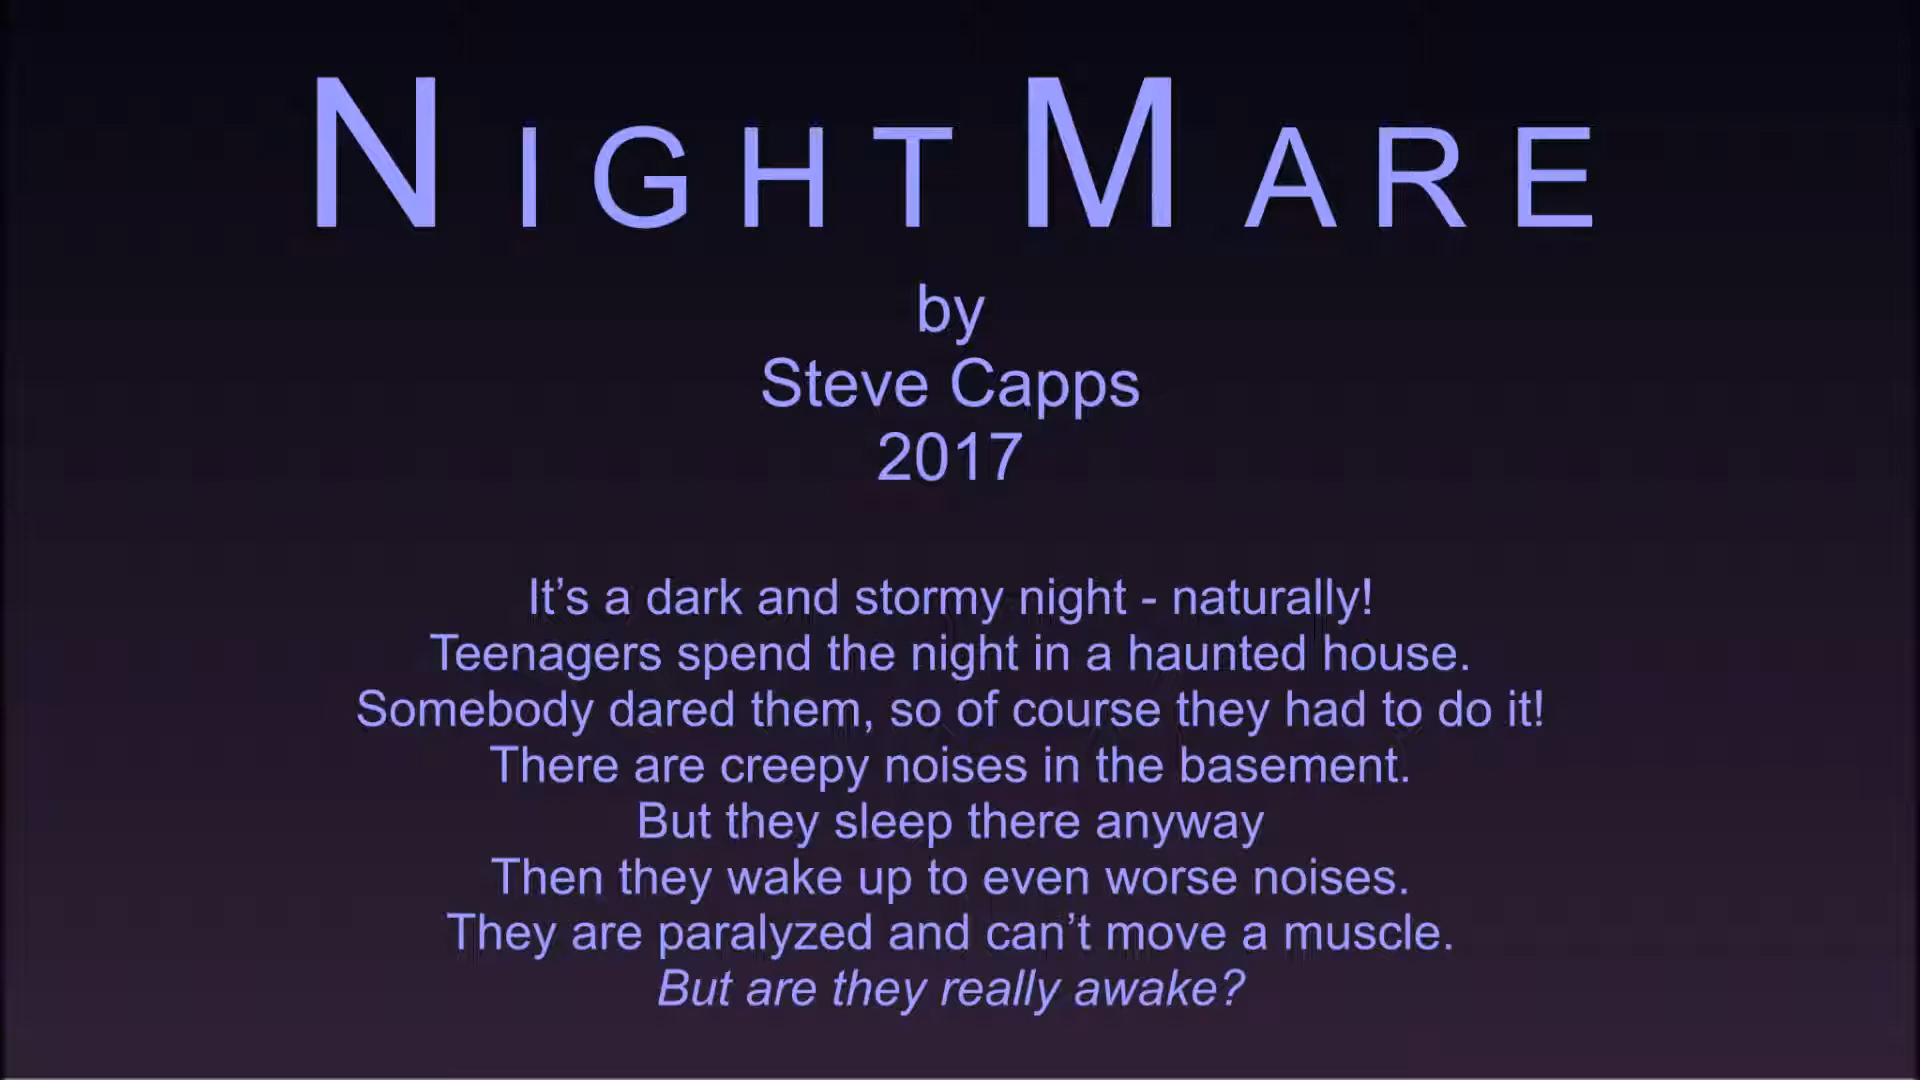 NIGHTMARE
by
Steve Capps
2017
It’s a dark and stormy night - naturally!
Teenagers spend the night in a haunted house.
Somebody dared them, so of course they had to do it!
There are creepy noises in the basement.
But they sleep there anyway
Then they wake up to even worse noises.
They are paralyzed and can’t move a muscle.
But are they really awake?